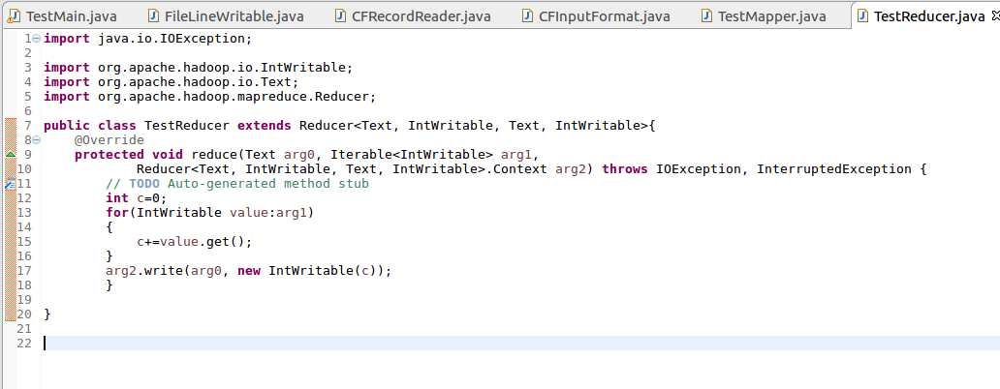 TestMain.java FileLineWritable.java CFRecordReader.java CFInputFormat.java TestMapper.java TestReducer.java
1 import java.io.IOException;
2
3 import org.apache.hadoop.io.IntWritable;
4 import org.apache.hadoop.io.Text;
5 import org.apache.hadoop.mapreduce.Reducer;
6
7 public class TestReducer extends Reducer<Text, IntWritable, Text, IntWritable>{
8     @Override
9     protected void reduce(Text arg0, Iterable<IntWritable> arg1,
10             Reducer<Text, IntWritable, Text, IntWritable>.Context arg2) throws IOException, InterruptedException {
11         // TODO Auto-generated method stub
12         int c=0;
13         for(IntWritable value:arg1)
14         {
15             c+=value.get();
16         }
17         arg2.write(arg0, new IntWritable(c));
18         }
19
20 }
21
22